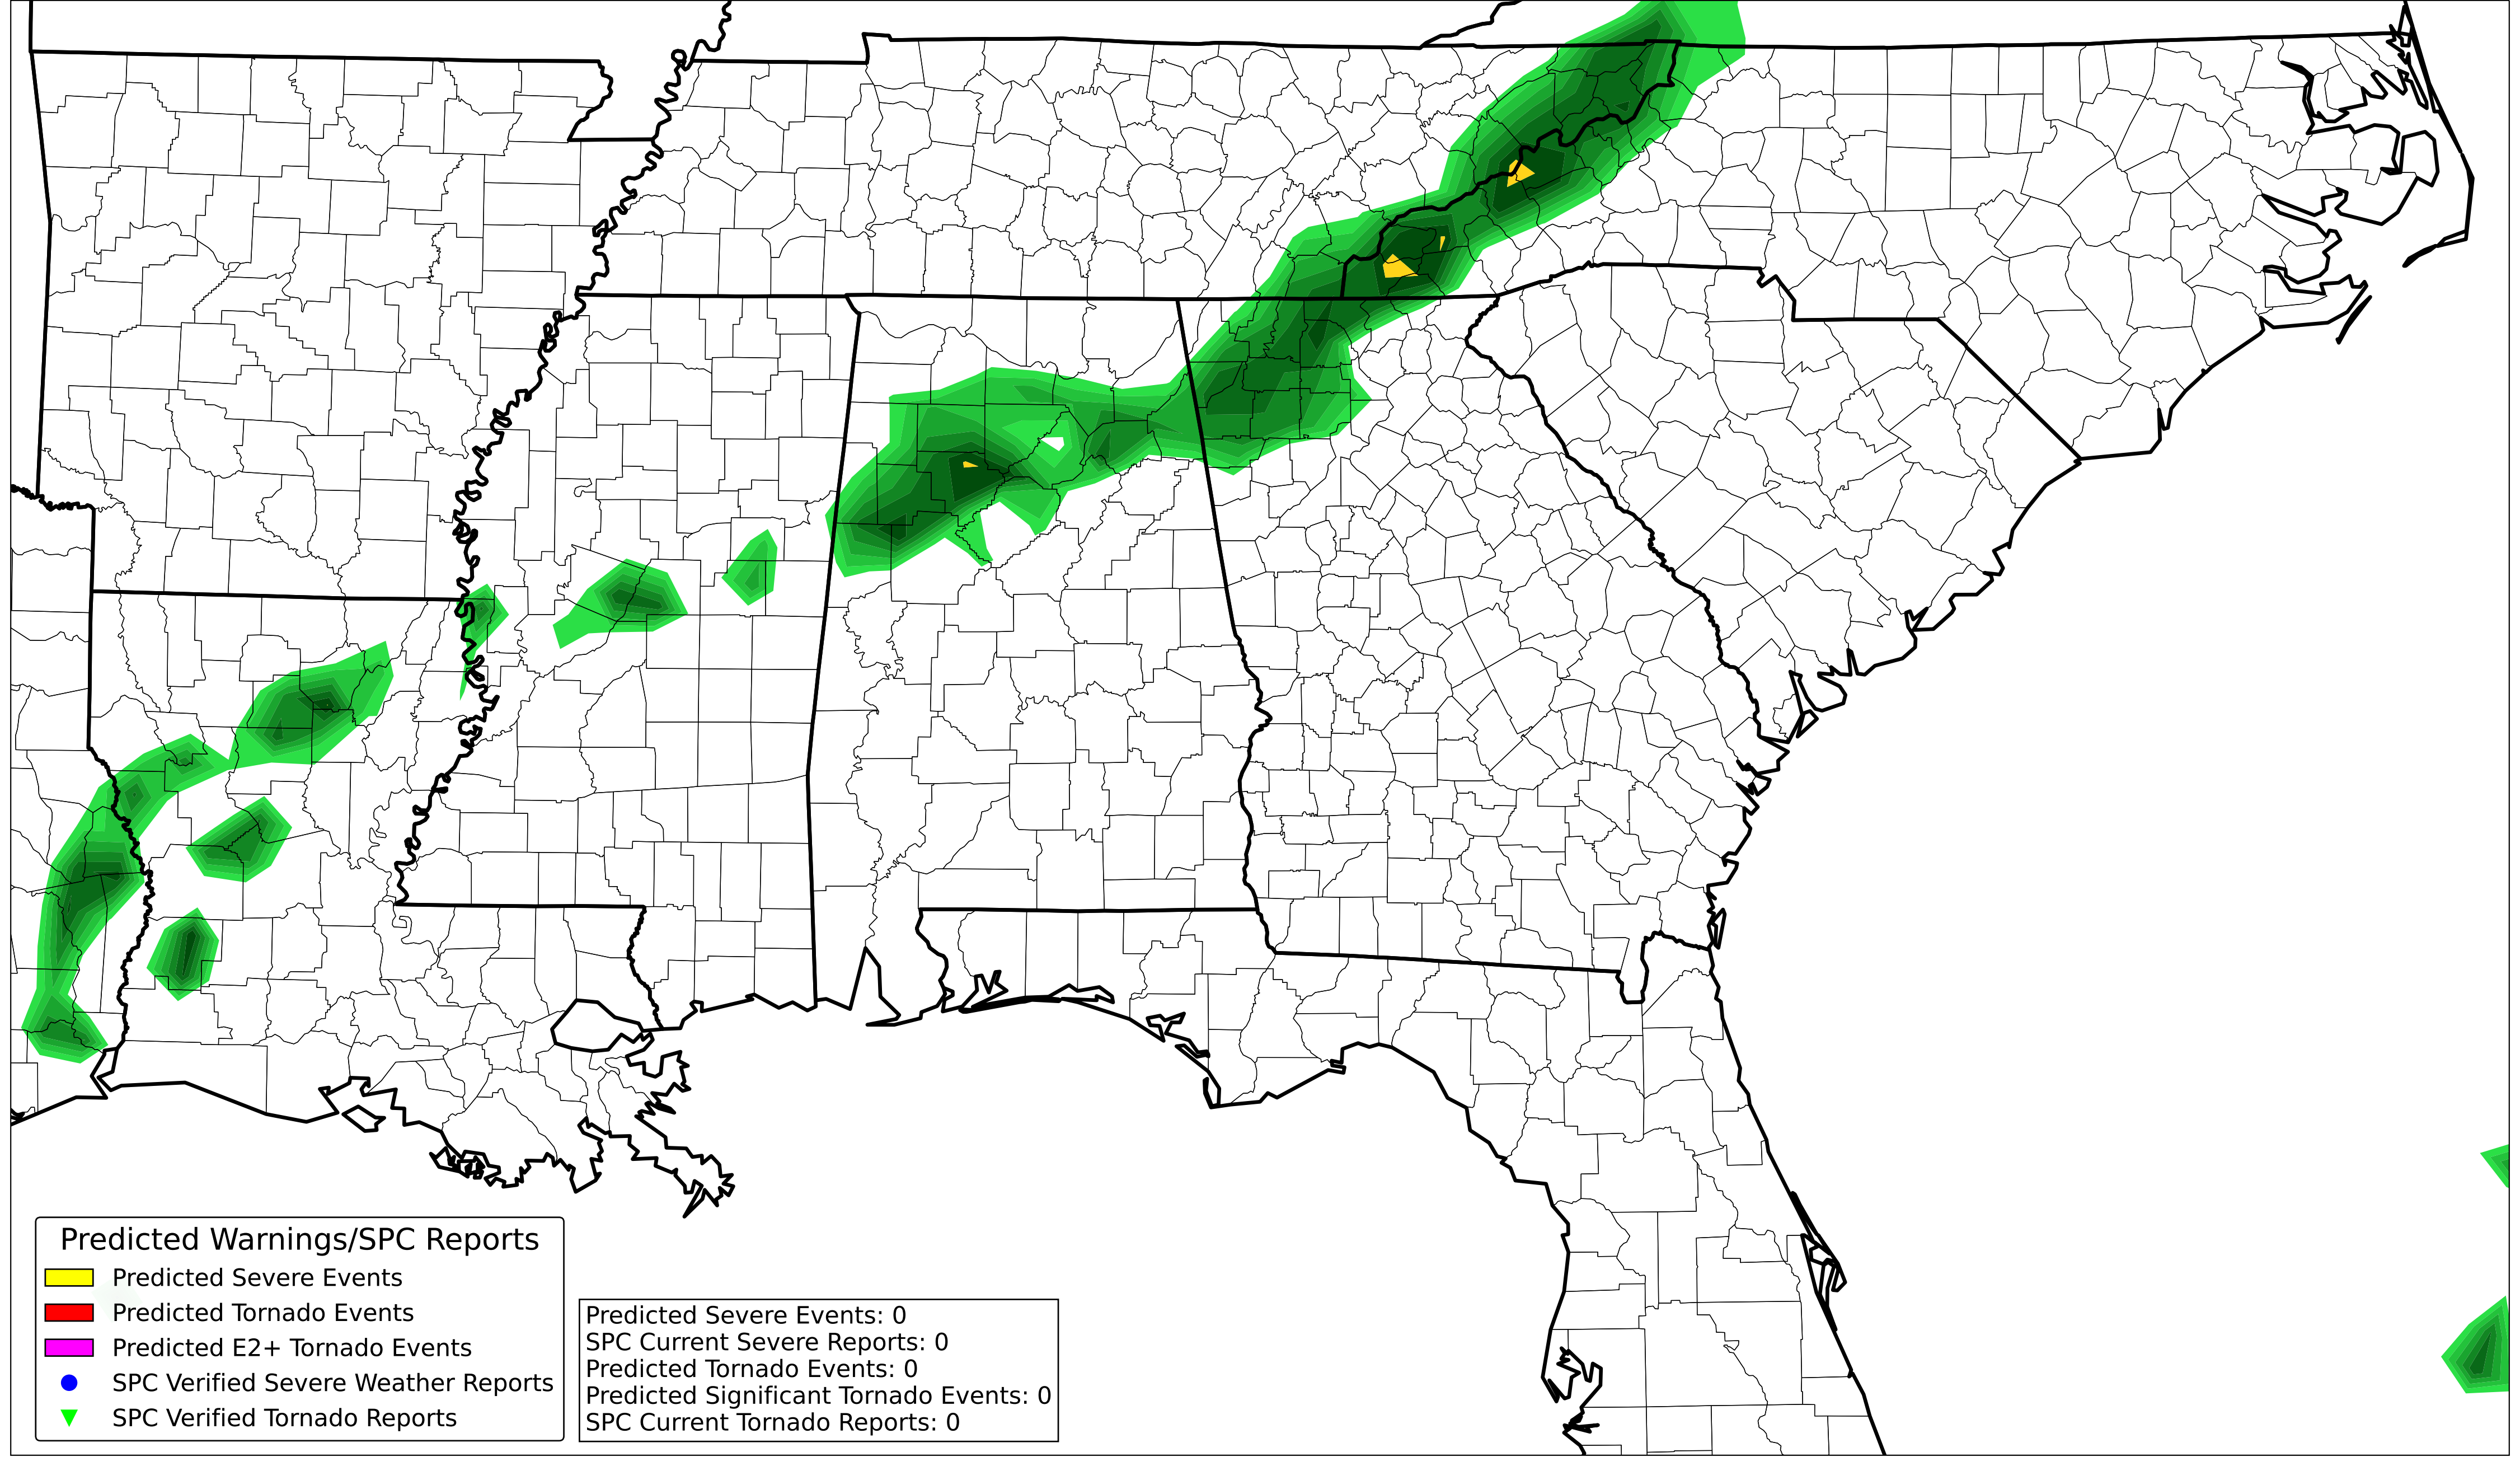 Predicted Warnings/SPC Reports
Predicted Severe Events
Predicted Tornado Events
Predicted E2+ Tornado Events
SPC Verified Severe Weather Reports
SPC Verified Tornado Reports
Predicted Severe Events: 0
SPC Current Severe Reports: 0
Predicted Tornado Events: 0
Predicted Significant Tornado Events: 0
SPC Current Tornado Reports: 0